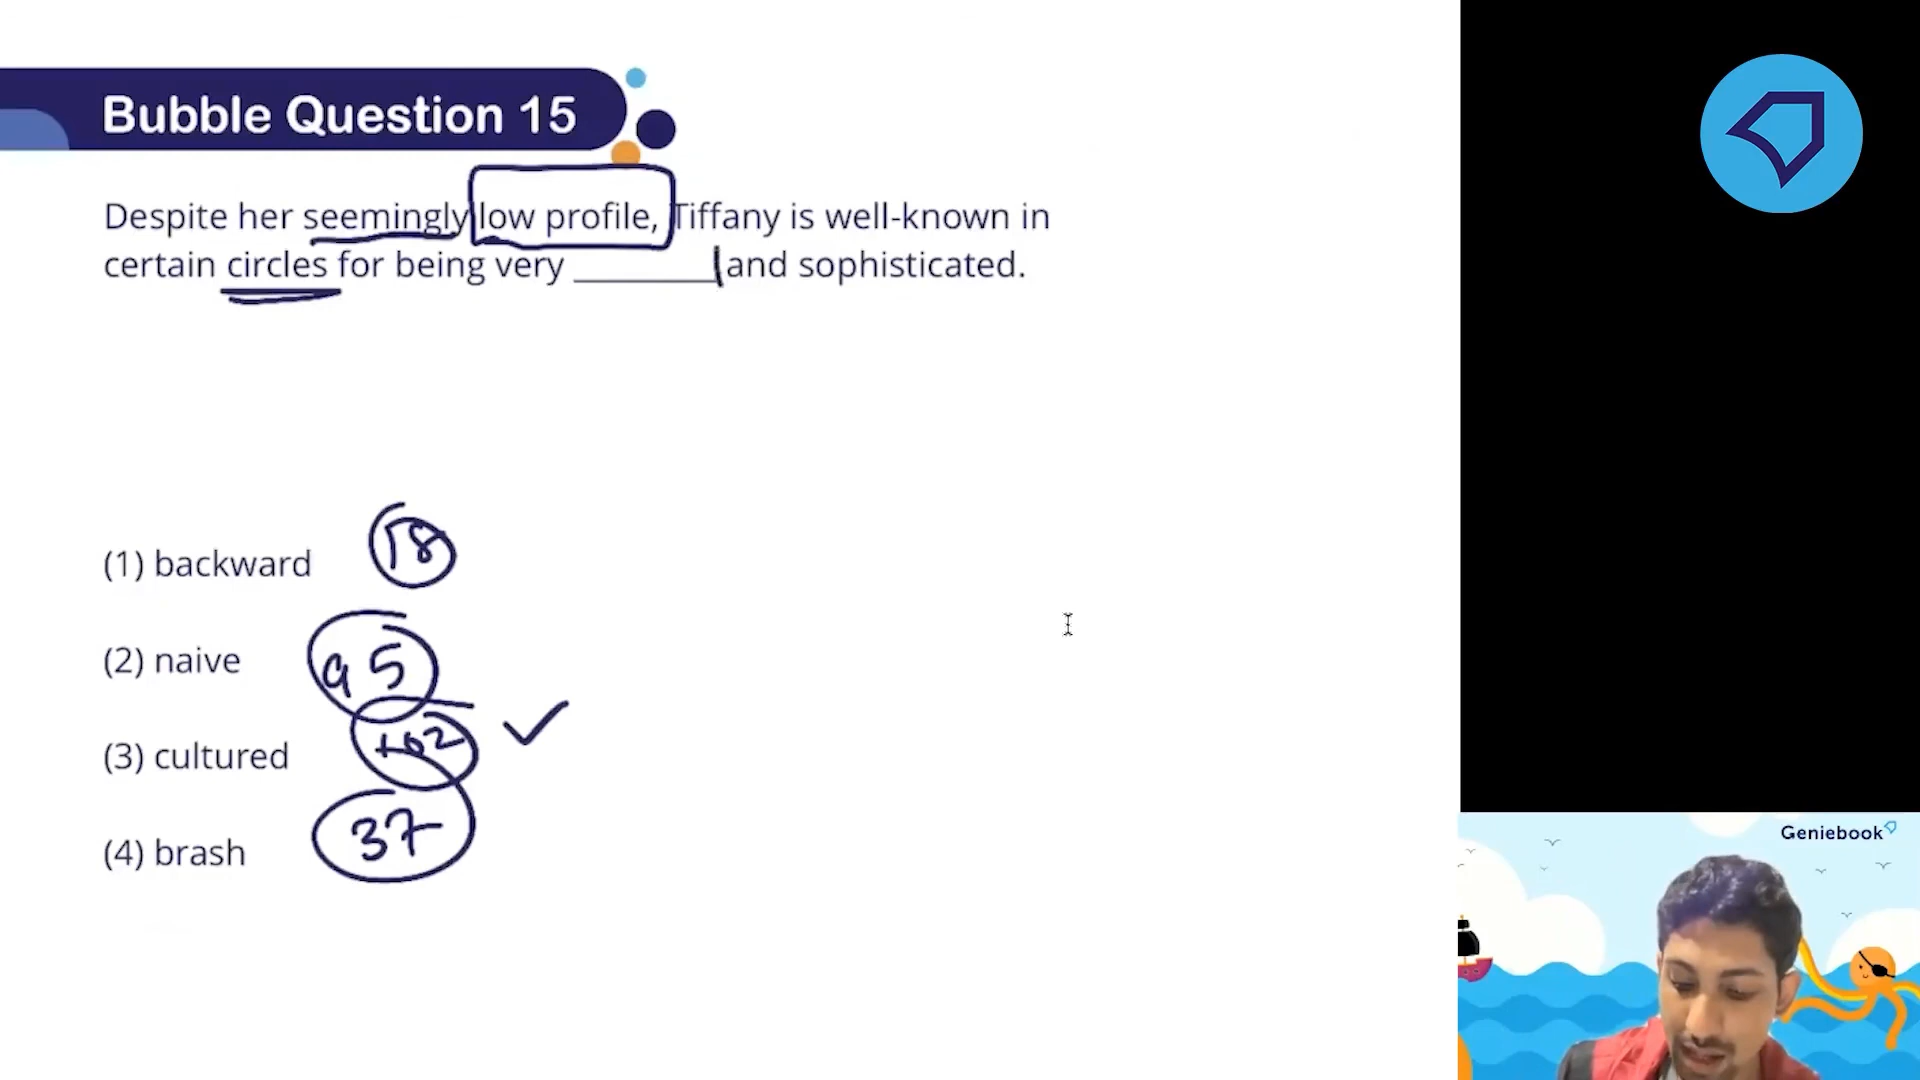 Bubble Question 15
Despite her seemingly low profile, Tiffany is well-known in
certain circles for being very ________ and sophisticated.
(1) backward 18
(2) naive 95
(3) cultured 102
(4) brash 37
Geniebook